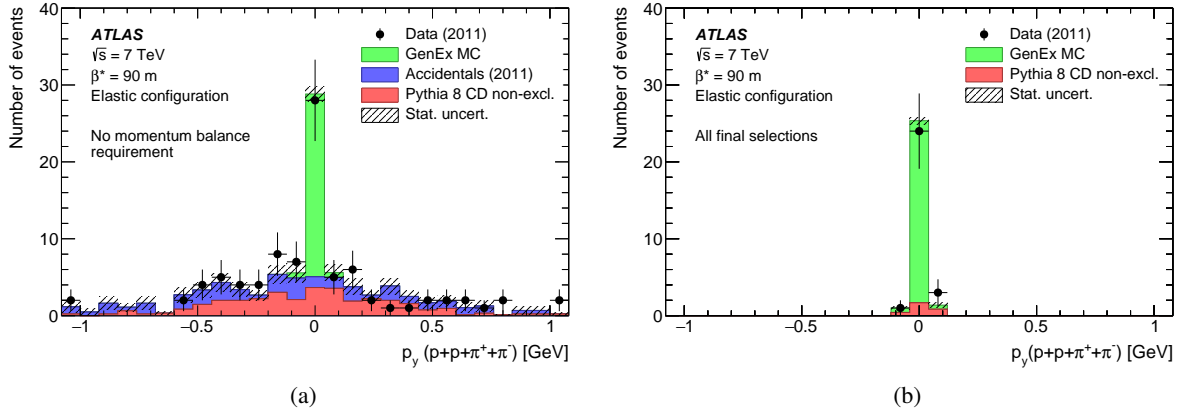 Number of events
40
30
20
10
0
ATLAS
√s = 7 TeV
β* = 90 m
Elastic configuration
No momentum balance
requirement
Data (2011)
GenEx MC
Accidentals (2011)
Pythia 8 CD non-excl.
Stat. uncert.
−1 −0.5 0 0.5 1
p_y (p+p+π⁺+π⁻) [GeV]
(a)
Number of events
40
30
20
10
0
ATLAS
√s = 7 TeV
β* = 90 m
Elastic configuration
All final selections
Data (2011)
GenEx MC
Pythia 8 CD non-excl.
Stat. uncert.
−1 −0.5 0 0.5 1
p_y(p+p+π⁺+π⁻) [GeV]
(b)